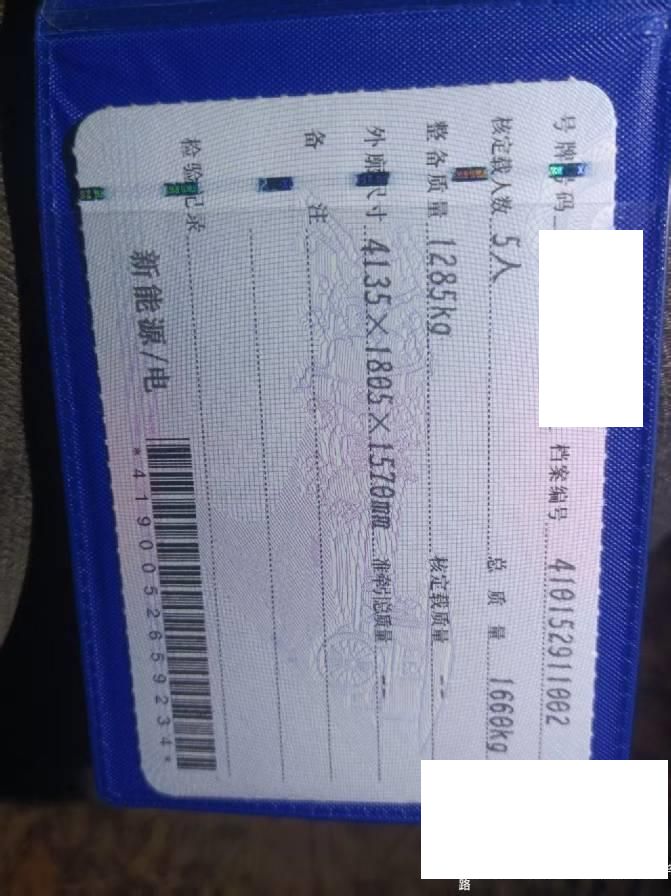 号牌号码
档案编号 410152911002
核定载人数 5人
总质量 1660kg
整备质量 1285kg
核定载质量 --
外廓尺寸 4135×1805×1570mm
准牵引总质量 --
备注
检验记录
新能源/电
*4190052659234*
路